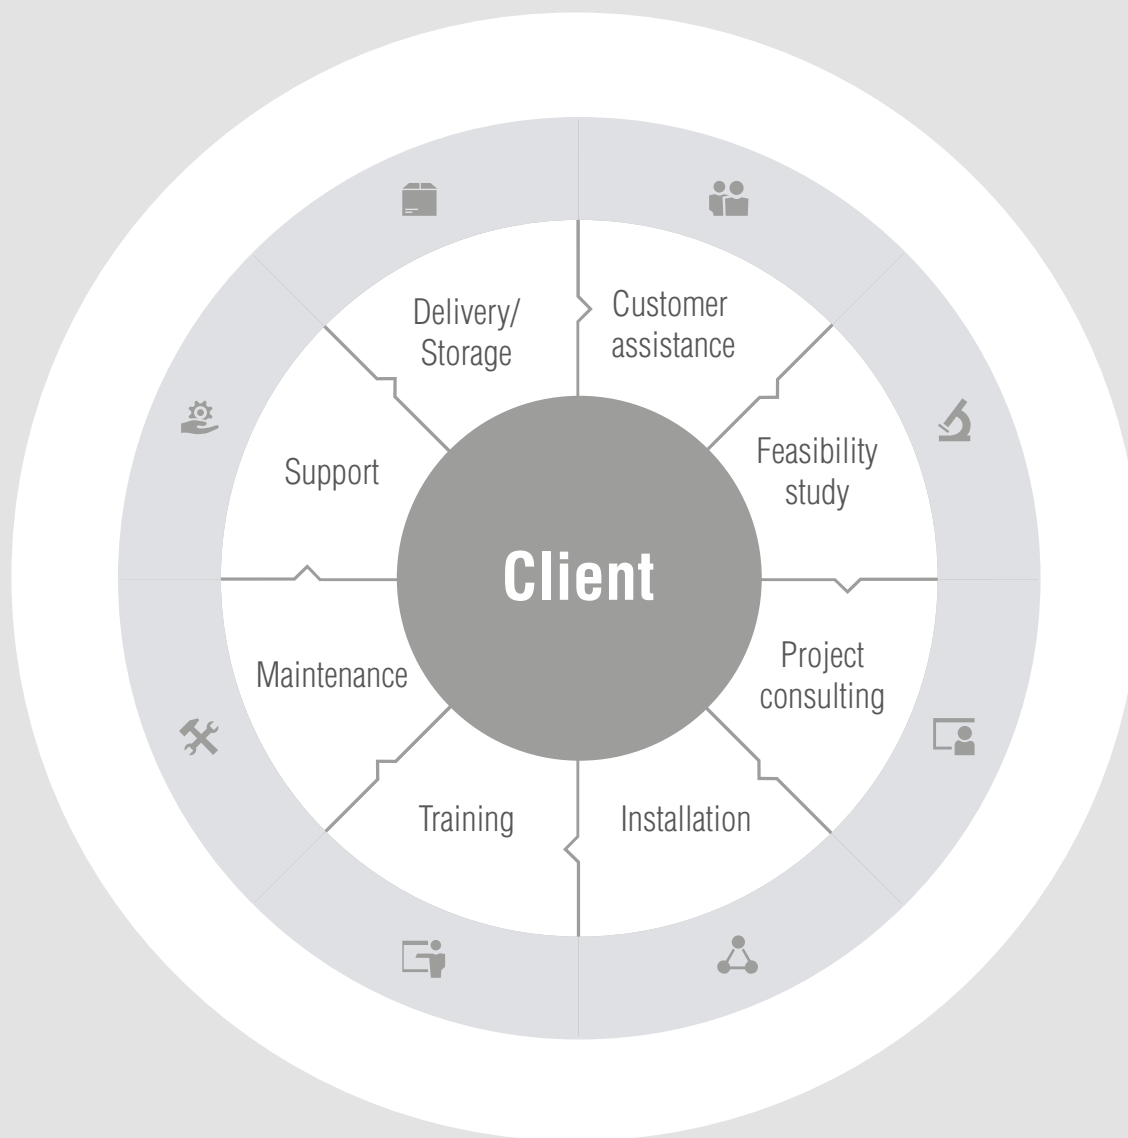 Delivery/
Storage
Customer
assistance
Feasibility
study
Support
Client
Project
consulting
Maintenance
Training
Installation